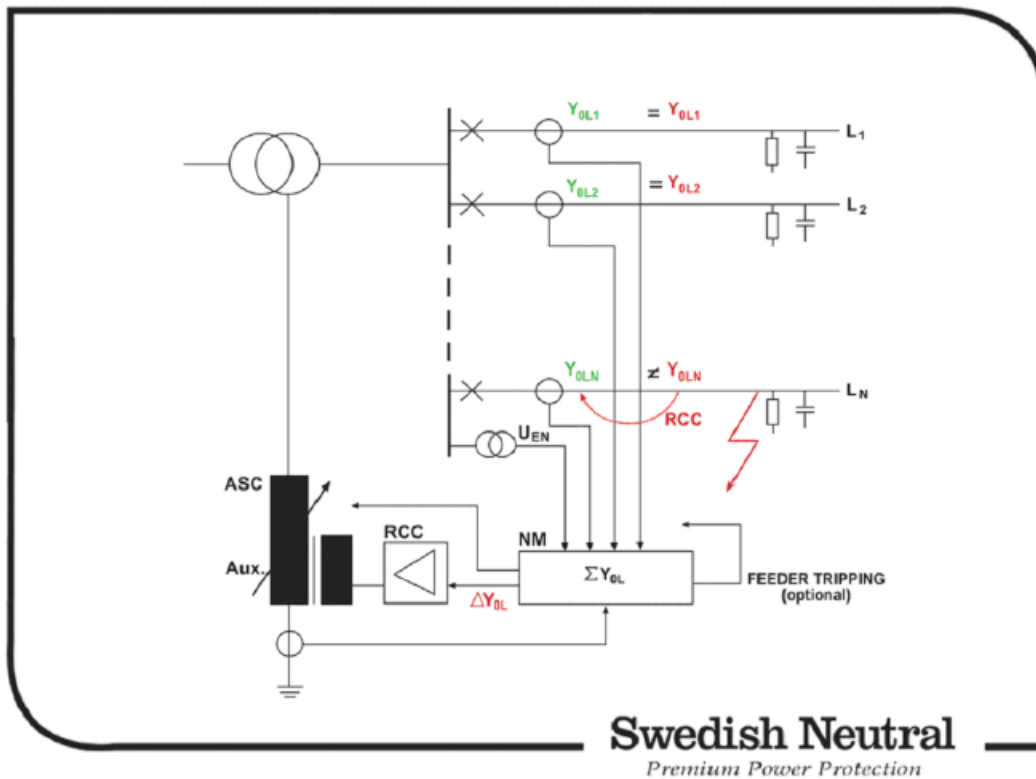 Y0L1 = Y0L1 L1
Y0L2 = Y0L2 L2
Y0LN ≠ Y0LN LN
RCC
UEN
ASC
RCC
NM
Aux.
ΣY0L
ΔY0L
FEEDER TRIPPING
(optional)
Swedish Neutral
Premium Power Protection